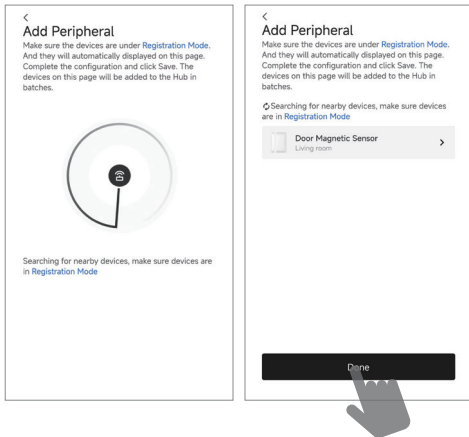 Add Peripheral
Make sure the devices are under Registration Mode.
And they will automatically displayed on this page.
Complete the configuration and click Save. The
devices on this page will be added to the Hub in
batches.
Searching for nearby devices, make sure devices are
in Registration Mode
Add Peripheral
Make sure the devices are under Registration Mode.
And they will automatically displayed on this page.
Complete the configuration and click Save. The
devices on this page will be added to the Hub in
batches.
Searching for nearby devices, make sure devices
are in Registration Mode
Door Magnetic Sensor
Living room
Done